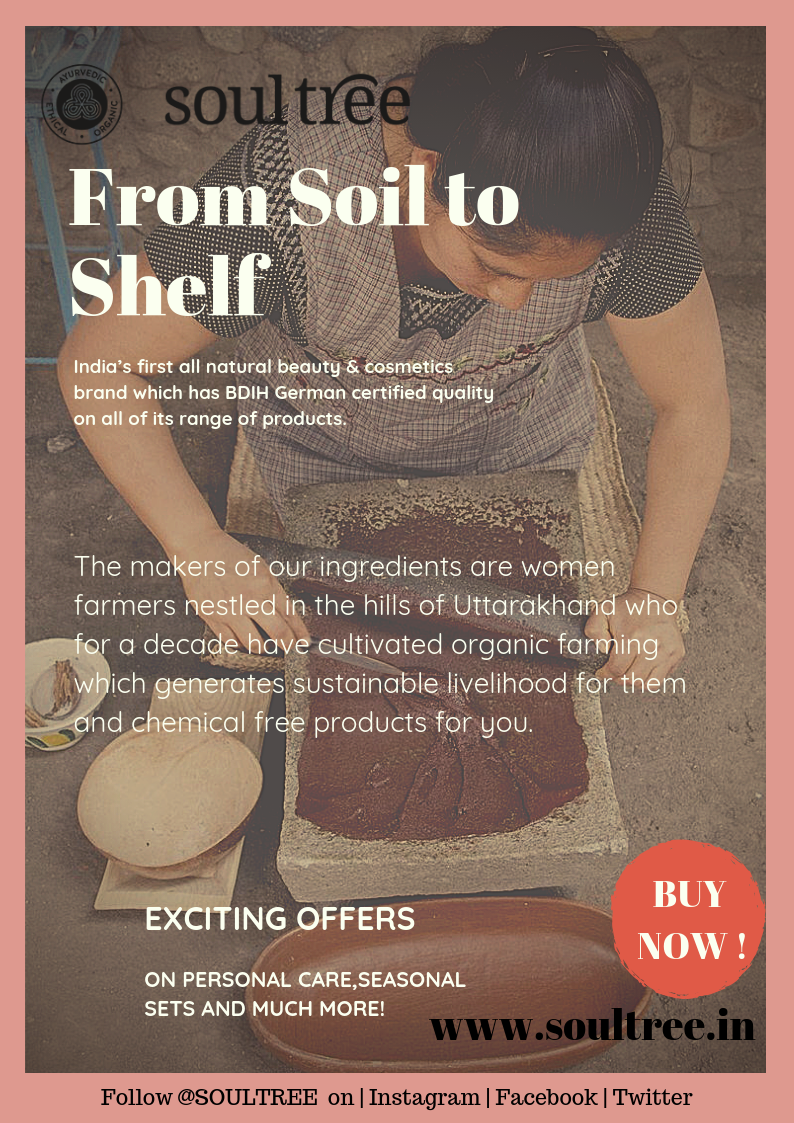 AYURVEDIC
ETHICAL
ORGANIC
soultree
From Soil to
Shelf
India's first all natural beauty & cosmetics
brand which has BDIH German certified quality
on all of its range of products.
The makers of our ingredients are women
farmers nestled in the hills of Uttarakhand who
for a decade have cultivated organic farming
which generates sustainable livelihood for them
and chemical free products for you.
EXCITING OFFERS
ON PERSONAL CARE,SEASONAL
SETS AND MUCH MORE!
BUY
NOW !
www.soultree.in
Follow @SOULTREE on | Instagram | Facebook | Twitter